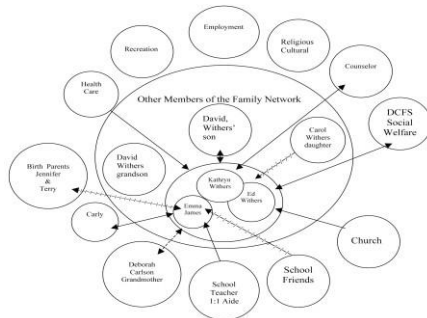 Employment
Recreation
Religious
Cultural
Counselor
Health
Care
Other Members of the Family Network
David,
Withers'
son
Carol
Withers
daughter
DCFS
Social
Welfare
Birth Parents
Jennifer
&
Terry
David
Withers
grandson
Kathryn
Withers
Ed
Withers
Emma
James
Carly
Deborah
Carlson
Grandmother
School
Teacher
1:1 Aide
School
Friends
Church